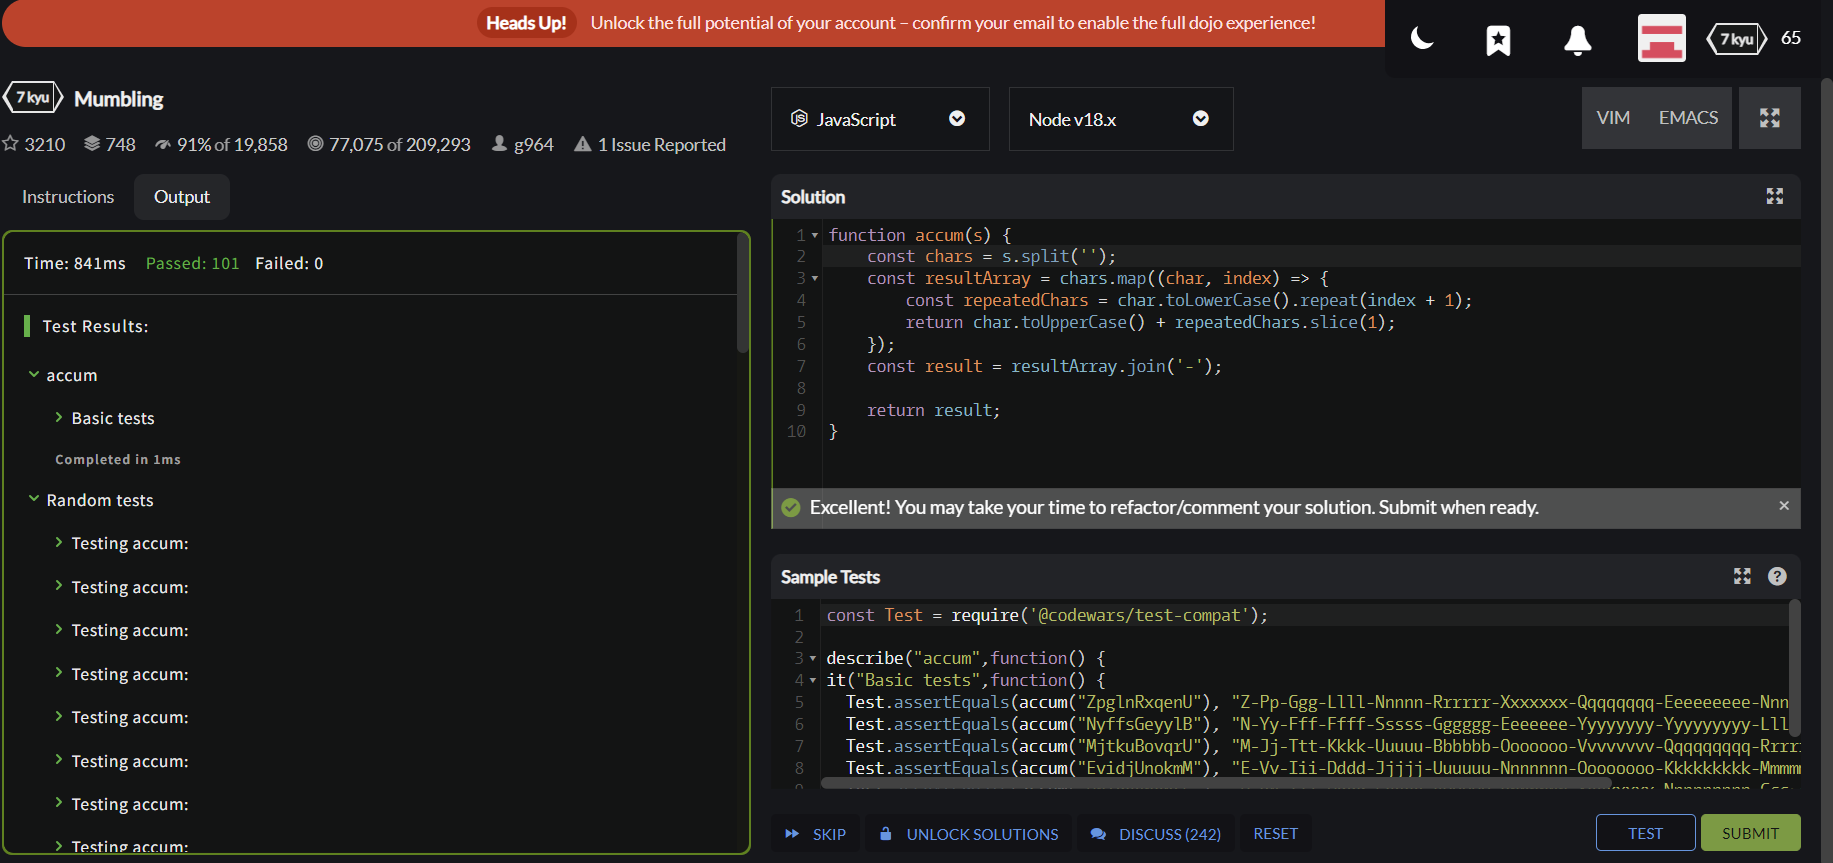 Heads Up! Unlock the full potential of your account – confirm your email to enable the full dojo experience!
7 kyu 65
7 kyu Mumbling
3210 748 91% of 19,858 77,075 of 209,293 g964 1 Issue Reported
Instructions Output
Time: 841ms Passed: 101 Failed: 0
Test Results:
accum
Basic tests
Completed in 1ms
Random tests
Testing accum:
Testing accum:
Testing accum:
Testing accum:
Testing accum:
Testing accum:
Testing accum:
Testing accum:
JS JavaScript Node v18.x VIM EMACS
Solution
1 function accum(s) {
2 const chars = s.split('');
3 const resultArray = chars.map((char, index) => {
4 const repeatedChars = char.toLowerCase().repeat(index + 1);
5 return char.toUpperCase() + repeatedChars.slice(1);
6 });
7 const result = resultArray.join('-');
8
9 return result;
10 }
Excellent! You may take your time to refactor/comment your solution. Submit when ready.
Sample Tests
1 const Test = require('@codewars/test-compat');
2
3 describe("accum",function() {
4 it("Basic tests",function() {
5 Test.assertEquals(accum("ZpglnRxqenU"), "Z-Pp-Ggg-Llll-Nnnnn-Rrrrrr-Xxxxxxx-Qqqqqqqq-Eeeeeeeee-Nnn
6 Test.assertEquals(accum("NyffsGeyylB"), "N-Yy-Fff-Ffff-Sssss-Gggggg-Eeeeeee-Yyyyyyyy-Yyyyyyyyy-Lll
7 Test.assertEquals(accum("MjtkuBovqrU"), "M-Jj-Ttt-Kkkk-Uuuuu-Bbbbbb-Ooooooo-Vvvvvvvv-Qqqqqqqqq-Rrrr
8 Test.assertEquals(accum("EvidjUnokmM"), "E-Vv-Iii-Dddd-Jjjjj-Uuuuuu-Nnnnnnn-Oooooooo-Kkkkkkkkk-Mmmmm
SKIP UNLOCK SOLUTIONS DISCUSS (242) RESET TEST SUBMIT